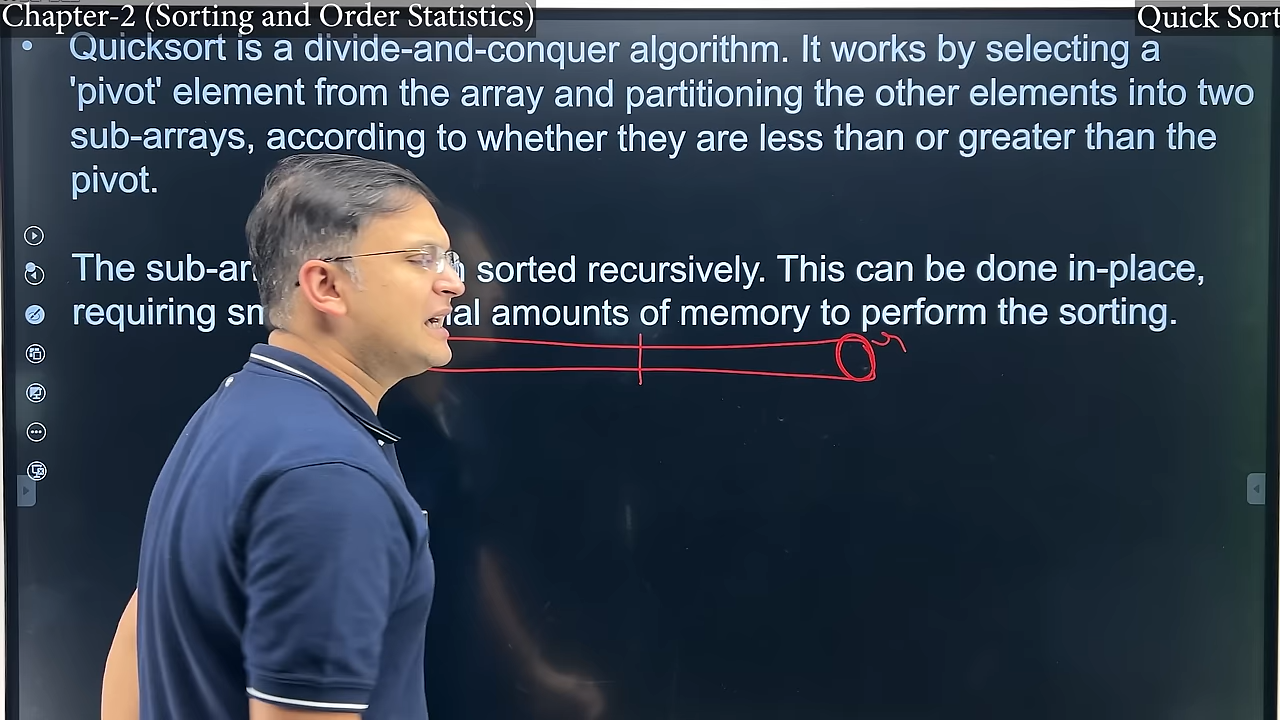 Chapter-2 (Sorting and Order Statistics)
Quick Sort
• Quicksort is a divide-and-conquer algorithm. It works by selecting a
'pivot' element from the array and partitioning the other elements into two
sub-arrays, according to whether they are less than or greater than the
pivot.
The sub-ar sorted recursively. This can be done in-place,
requiring sm al amounts of memory to perform the sorting.